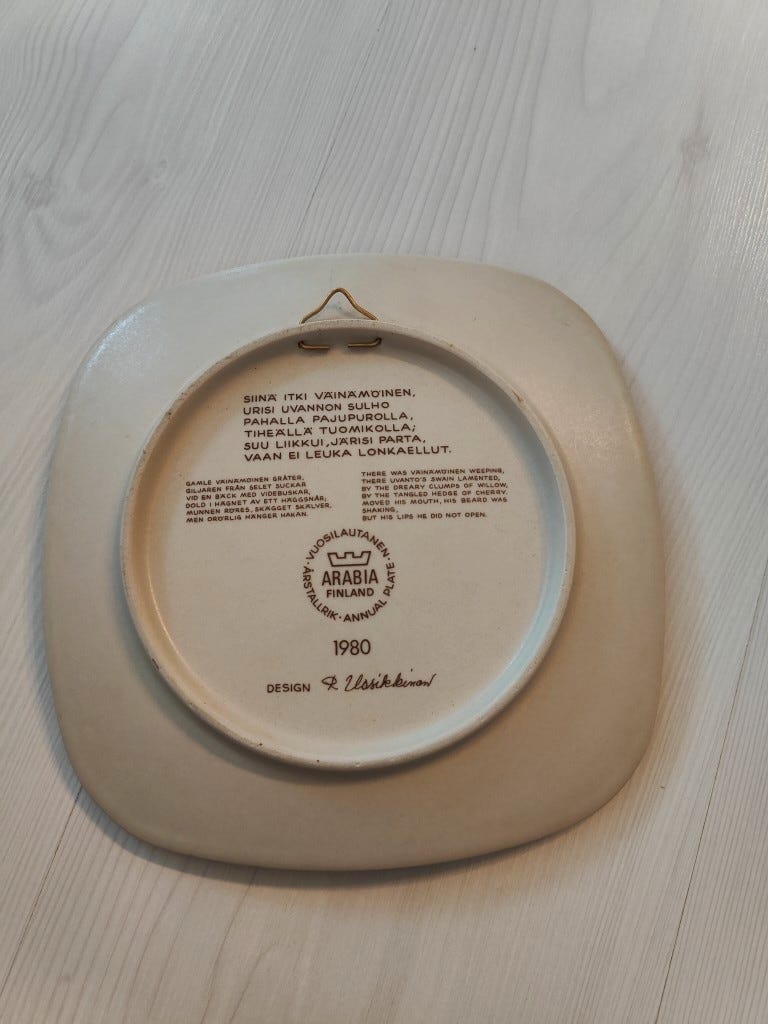 SIINÄ ITKI VÄINÄMÖINEN,
URISI UVANNON SULHO
PAHALLA PAJUPUROLLA,
TIHEÄLLÄ TUOMIKOLLA;
SUU LIIKKUI, JÄRISI PARTA,
VAAN EI LEUKA LONKAELLUT.
GAMLE VÄINÄMÖINEN GRÅTER,
GILJAREN FRÅN SELET SUCKAR
VID EN BÄCK MED VIDEBUSKAR,
DOLD I HÄGNET AV ETT HÄGGSNÅR;
MUNNEN RÖRES, SKÄGGET SKÄLVER,
MEN ORÖRLIG HÄNGER HAKAN.
THERE WAS VÄINÄMÖINEN WEEPING,
THERE UVANTO'S SWAIN LAMENTED,
BY THE DREARY CLUMPS OF WILLOW,
BY THE TANGLED HEDGE OF CHERRY.
MOVED HIS MOUTH, HIS BEARD WAS
SHAKING,
BUT HIS LIPS HE DID NOT OPEN.
· VUOSILAUTANEN ·
ARABIA
FINLAND
ÅRSTALLRIK · ANNUAL PLATE
1980
DESIGN R Uosikkinen